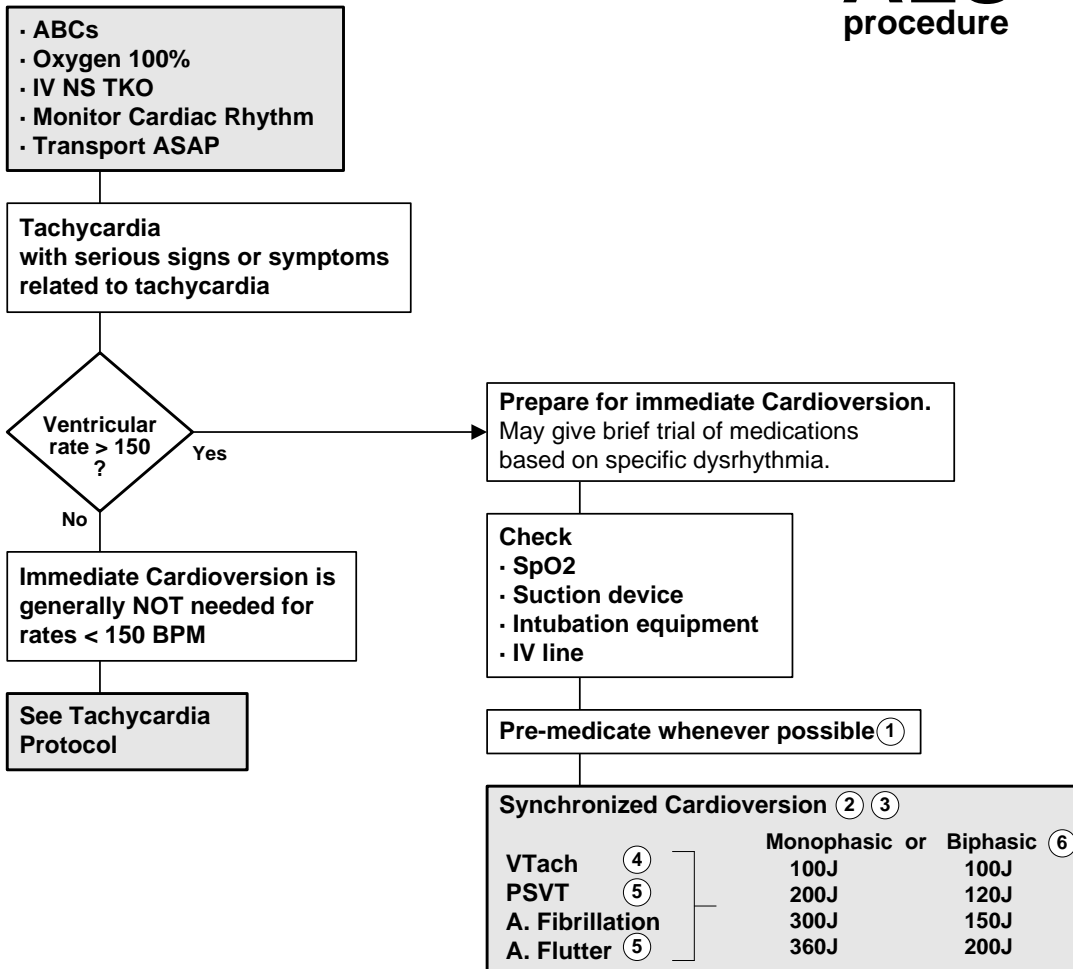 procedure
· ABCs
· Oxygen 100%
· IV NS TKO
· Monitor Cardiac Rhythm
· Transport ASAP
Tachycardia
with serious signs or symptoms
related to tachycardia
Ventricular
rate > 150
?
Yes
No
Immediate Cardioversion is
generally NOT needed for
rates < 150 BPM
See Tachycardia
Protocol
Prepare for immediate Cardioversion.
May give brief trial of medications
based on specific dysrhythmia.
Check
· SpO2
· Suction device
· Intubation equipment
· IV line
Pre-medicate whenever possible 1
Synchronized Cardioversion 2 3
Monophasic or Biphasic 6
VTach 4 100J 100J
PSVT 5 200J 120J
A. Fibrillation 300J 150J
A. Flutter 5 360J 200J